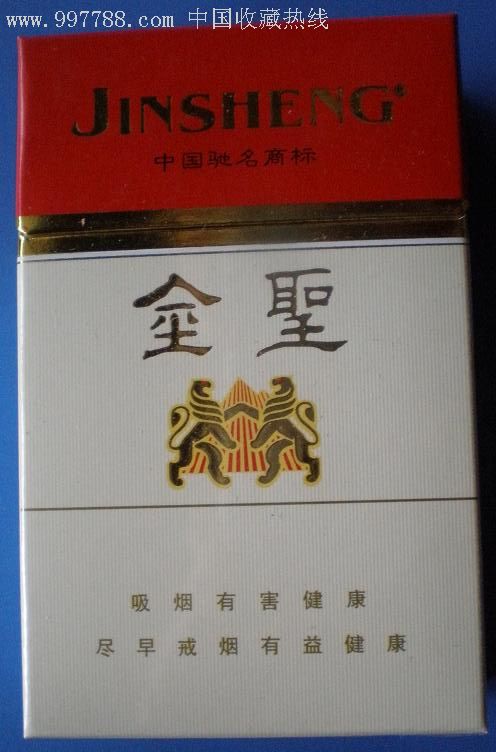 www.997788.com 中国收藏热线
JINSHENG®
中国驰名商标
金聖
吸烟有害健康
尽早戒烟有益健康